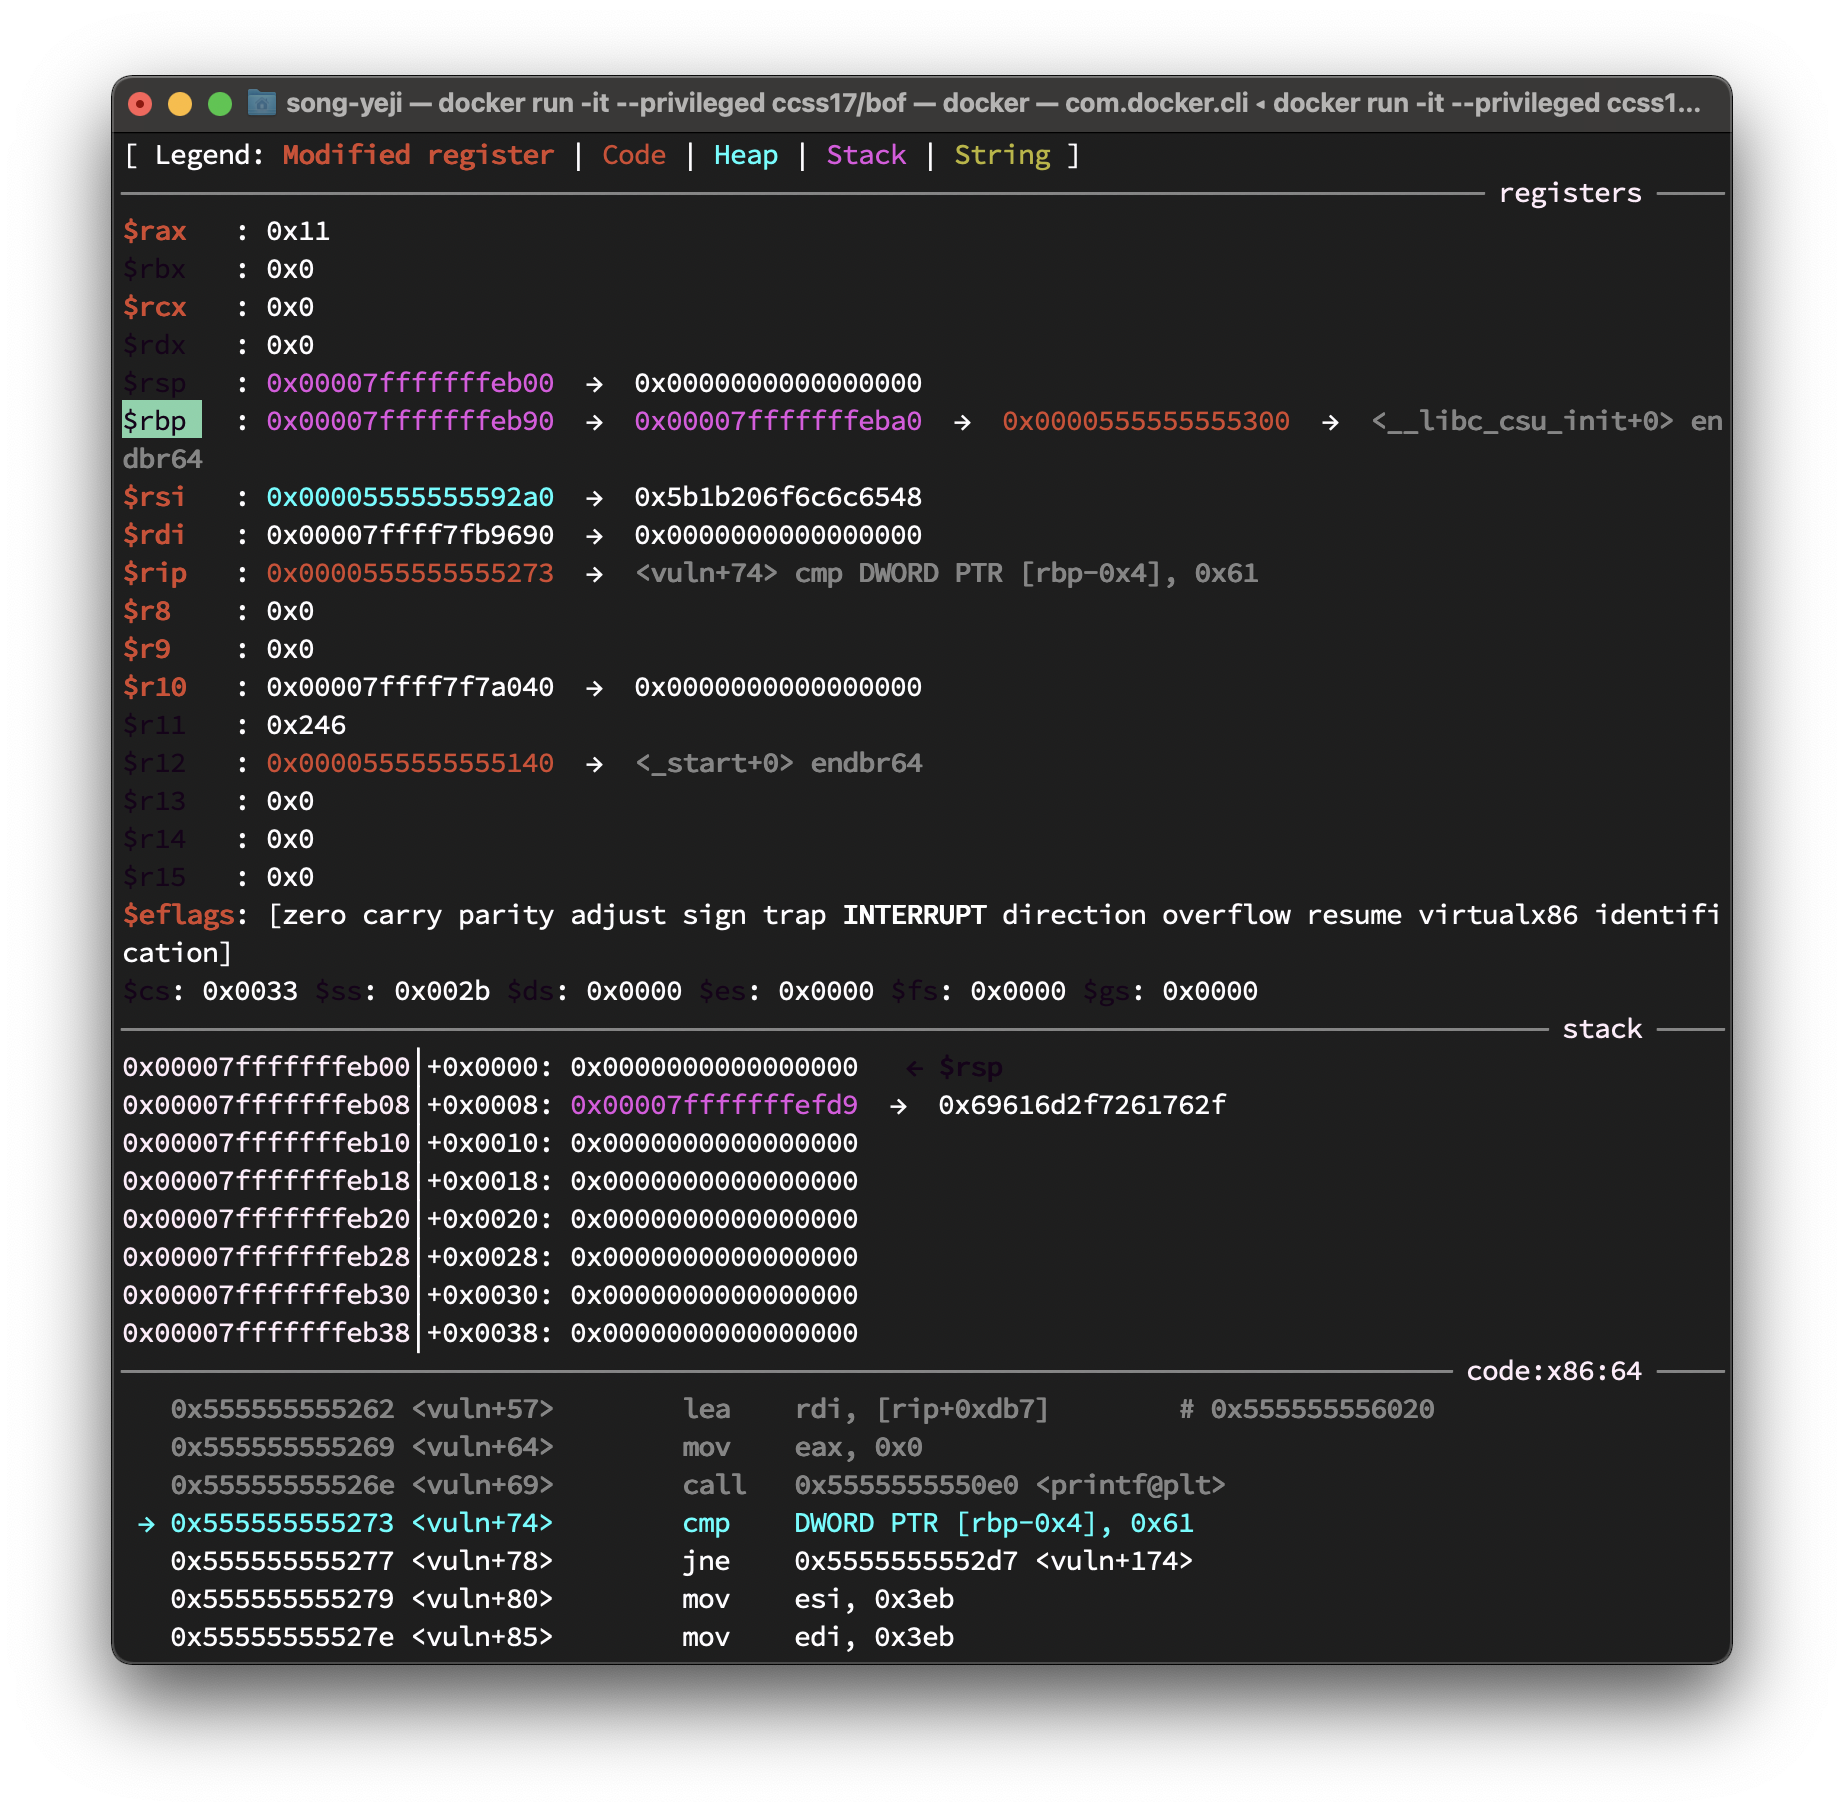 song-yeji — docker run -it --privileged ccss17/bof — docker — com.docker.cli ◂ docker run -it --privileged ccss1...
[ Legend: Modified register | Code | Heap | Stack | String ]
registers
$rax   : 0x11
$rbx   : 0x0
$rcx   : 0x0
$rdx   : 0x0
$rsp   : 0x00007fffffffeb00  →  0x0000000000000000
$rbp   : 0x00007fffffffeb90  →  0x00007fffffffeba0  →  0x0000555555555300  →  <__libc_csu_init+0> en
dbr64
$rsi   : 0x00005555555592a0  →  0x5b1b206f6c6c6548
$rdi   : 0x00007ffff7fb9690  →  0x0000000000000000
$rip   : 0x0000555555555273  →  <vuln+74> cmp DWORD PTR [rbp-0x4], 0x61
$r8    : 0x0
$r9    : 0x0
$r10   : 0x00007ffff7f7a040  →  0x0000000000000000
$r11   : 0x246
$r12   : 0x0000555555555140  →  <_start+0> endbr64
$r13   : 0x0
$r14   : 0x0
$r15   : 0x0
$eflags: [zero carry parity adjust sign trap INTERRUPT direction overflow resume virtualx86 identifi
cation]
$cs: 0x0033 $ss: 0x002b $ds: 0x0000 $es: 0x0000 $fs: 0x0000 $gs: 0x0000
stack
0x00007fffffffeb00│+0x0000: 0x0000000000000000   ← $rsp
0x00007fffffffeb08│+0x0008: 0x00007fffffffefd9  →  0x69616d2f7261762f
0x00007fffffffeb10│+0x0010: 0x0000000000000000
0x00007fffffffeb18│+0x0018: 0x0000000000000000
0x00007fffffffeb20│+0x0020: 0x0000000000000000
0x00007fffffffeb28│+0x0028: 0x0000000000000000
0x00007fffffffeb30│+0x0030: 0x0000000000000000
0x00007fffffffeb38│+0x0038: 0x0000000000000000
code:x86:64
   0x555555555262 <vuln+57>        lea    rdi, [rip+0xdb7]        # 0x555555556020
   0x555555555269 <vuln+64>        mov    eax, 0x0
   0x55555555526e <vuln+69>        call   0x5555555550e0 <printf@plt>
 → 0x555555555273 <vuln+74>        cmp    DWORD PTR [rbp-0x4], 0x61
   0x555555555277 <vuln+78>        jne    0x5555555552d7 <vuln+174>
   0x555555555279 <vuln+80>        mov    esi, 0x3eb
   0x55555555527e <vuln+85>        mov    edi, 0x3eb